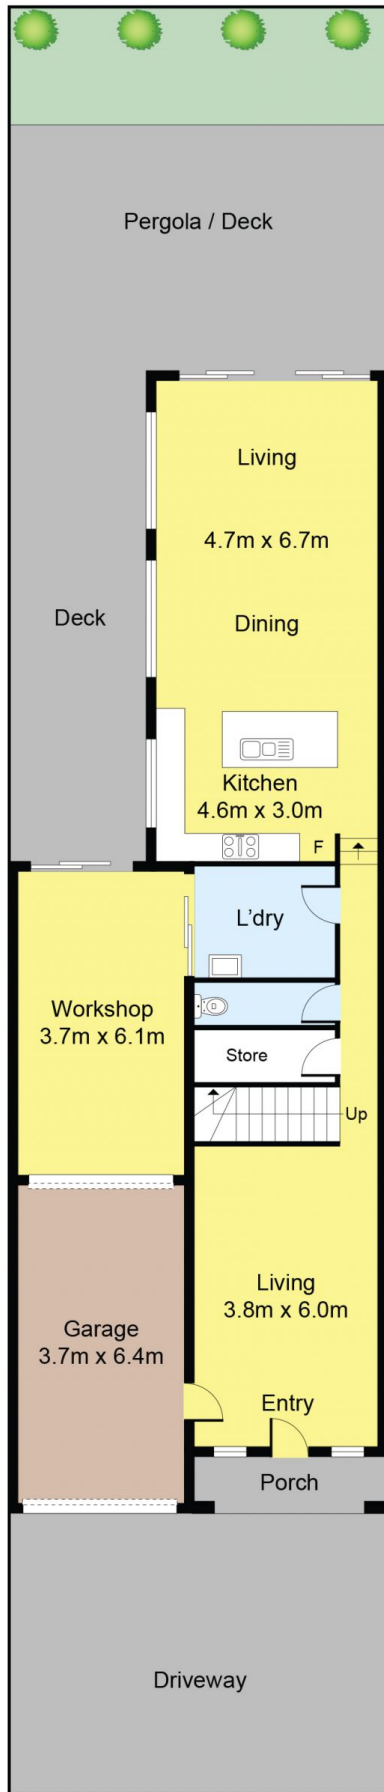 Pergola / Deck
Living
4.7m x 6.7m
Deck
Dining
Kitchen
4.6m x 3.0m
F
L'dry
Workshop
3.7m x 6.1m
Store
Up
Living
3.8m x 6.0m
Garage
3.7m x 6.4m
Entry
Porch
Driveway